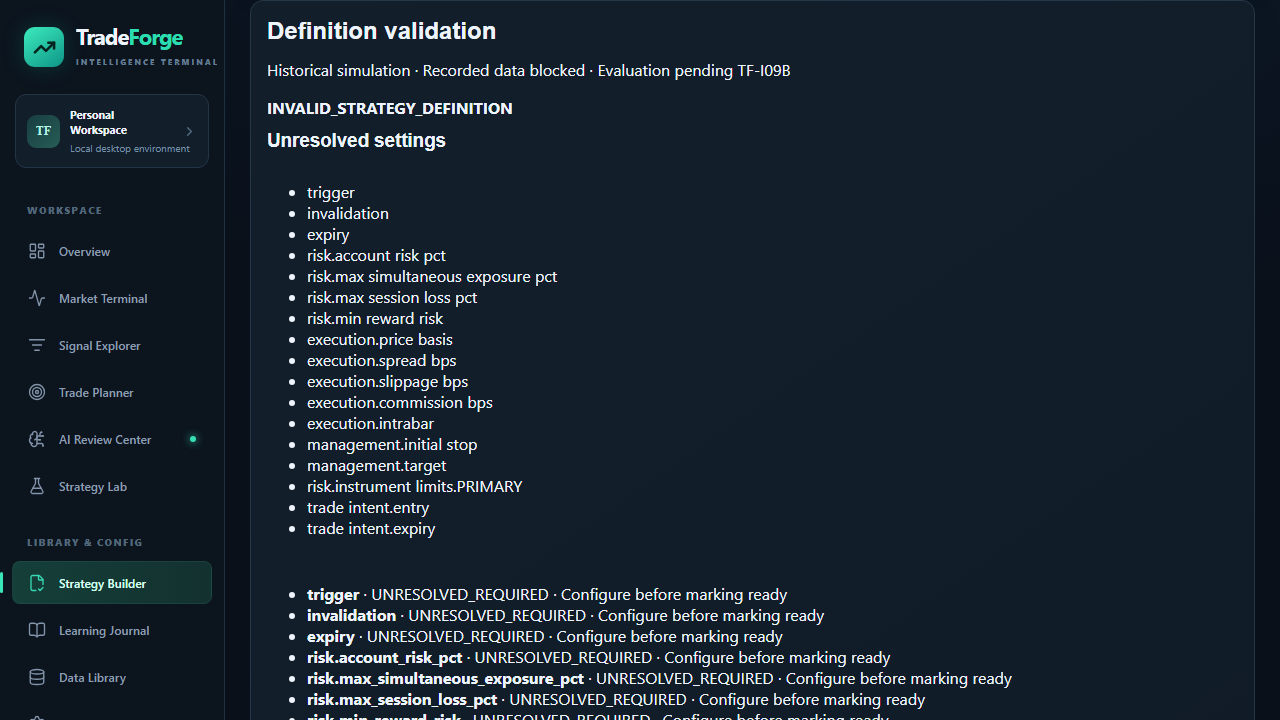 TradeForge
INTELLIGENCE TERMINAL
TF
Personal
Workspace
Local desktop environment
WORKSPACE
Overview
Market Terminal
Signal Explorer
Trade Planner
AI Review Center
Strategy Lab
LIBRARY & CONFIG
Strategy Builder
Learning Journal
Data Library
Definition validation
Historical simulation · Recorded data blocked · Evaluation pending TF-I09B
INVALID_STRATEGY_DEFINITION
Unresolved settings
trigger
invalidation
expiry
risk.account risk pct
risk.max simultaneous exposure pct
risk.max session loss pct
risk.min reward risk
execution.price basis
execution.spread bps
execution.slippage bps
execution.commission bps
execution.intrabar
management.initial stop
management.target
risk.instrument limits.PRIMARY
trade intent.entry
trade intent.expiry
trigger · UNRESOLVED_REQUIRED · Configure before marking ready
invalidation · UNRESOLVED_REQUIRED · Configure before marking ready
expiry · UNRESOLVED_REQUIRED · Configure before marking ready
risk.account_risk_pct · UNRESOLVED_REQUIRED · Configure before marking ready
risk.max_simultaneous_exposure_pct · UNRESOLVED_REQUIRED · Configure before marking ready
risk.max_session_loss_pct · UNRESOLVED_REQUIRED · Configure before marking ready
risk.min_reward_risk · UNRESOLVED_REQUIRED · Configure before marking ready